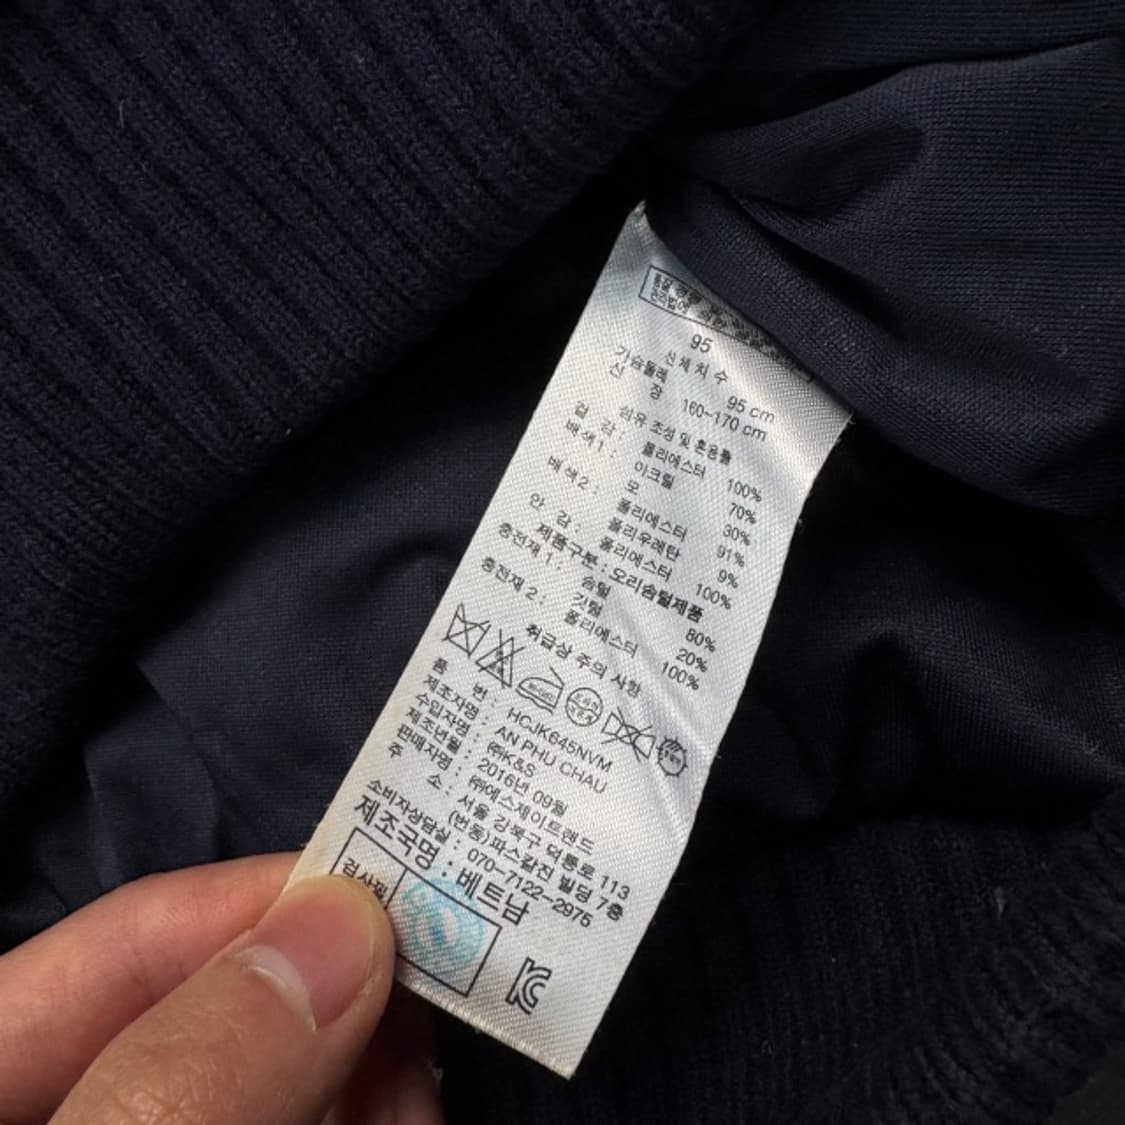 95
신체치수
가슴둘레 95 cm
신 장 160~170 cm
섬유 조성 및 혼용률
겉 감 : 폴리에스터 100%
배색1 : 아크릴 70%
모 30%
배색2 : 폴리에스터 91%
폴리우레탄 9%
안 감 : 폴리에스터 100%
제품구분 : 오리솜털제품
충전재 1 : 솜털 80%
깃털 20%
충전재 2 : 폴리에스터 100%
취급상 주의 사항
품 번 : HCJK645NVM
제조자명 : AN PHU CHAU
수입자명 : ㈜K&S
제조년월 : 2016년 09월
판매자명 : ㈜에스제이트랜드
주 소 : 서울 강북구 덕릉로 113
(번동)파스칼진 빌딩 7층
소비자상담실 : 070-7122-2975
제조국명 : 베트남
검사필